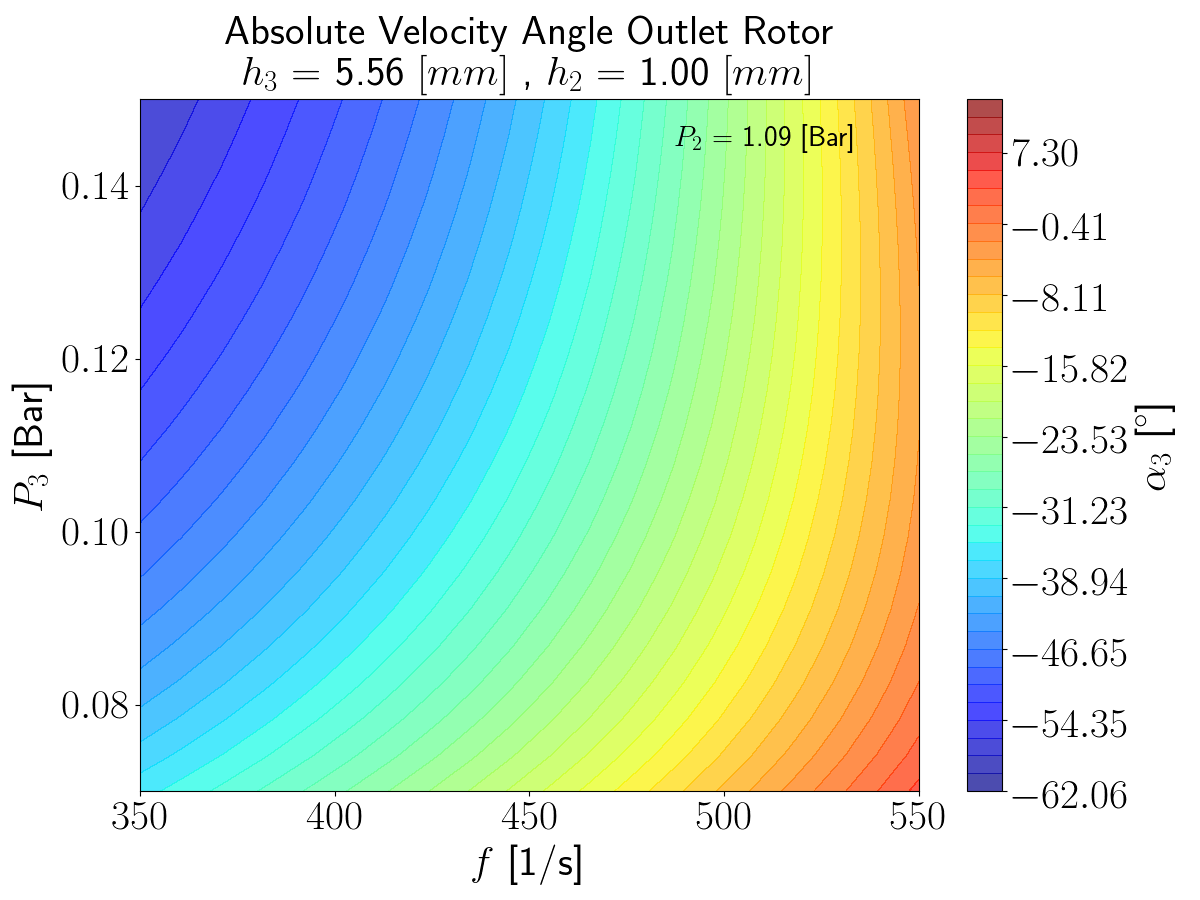 Absolute Velocity Angle Outlet Rotor
h₃ = 5.56 [mm] , h₂ = 1.00 [mm]
P₂ = 1.09 [Bar]
0.14
0.12
0.10
0.08
P₃ [Bar]
350 400 450 500 550
f [1/s]
7.30
−0.41
−8.11
−15.82
−23.53
−31.23
−38.94
−46.65
−54.35
−62.06
α₃ [°]